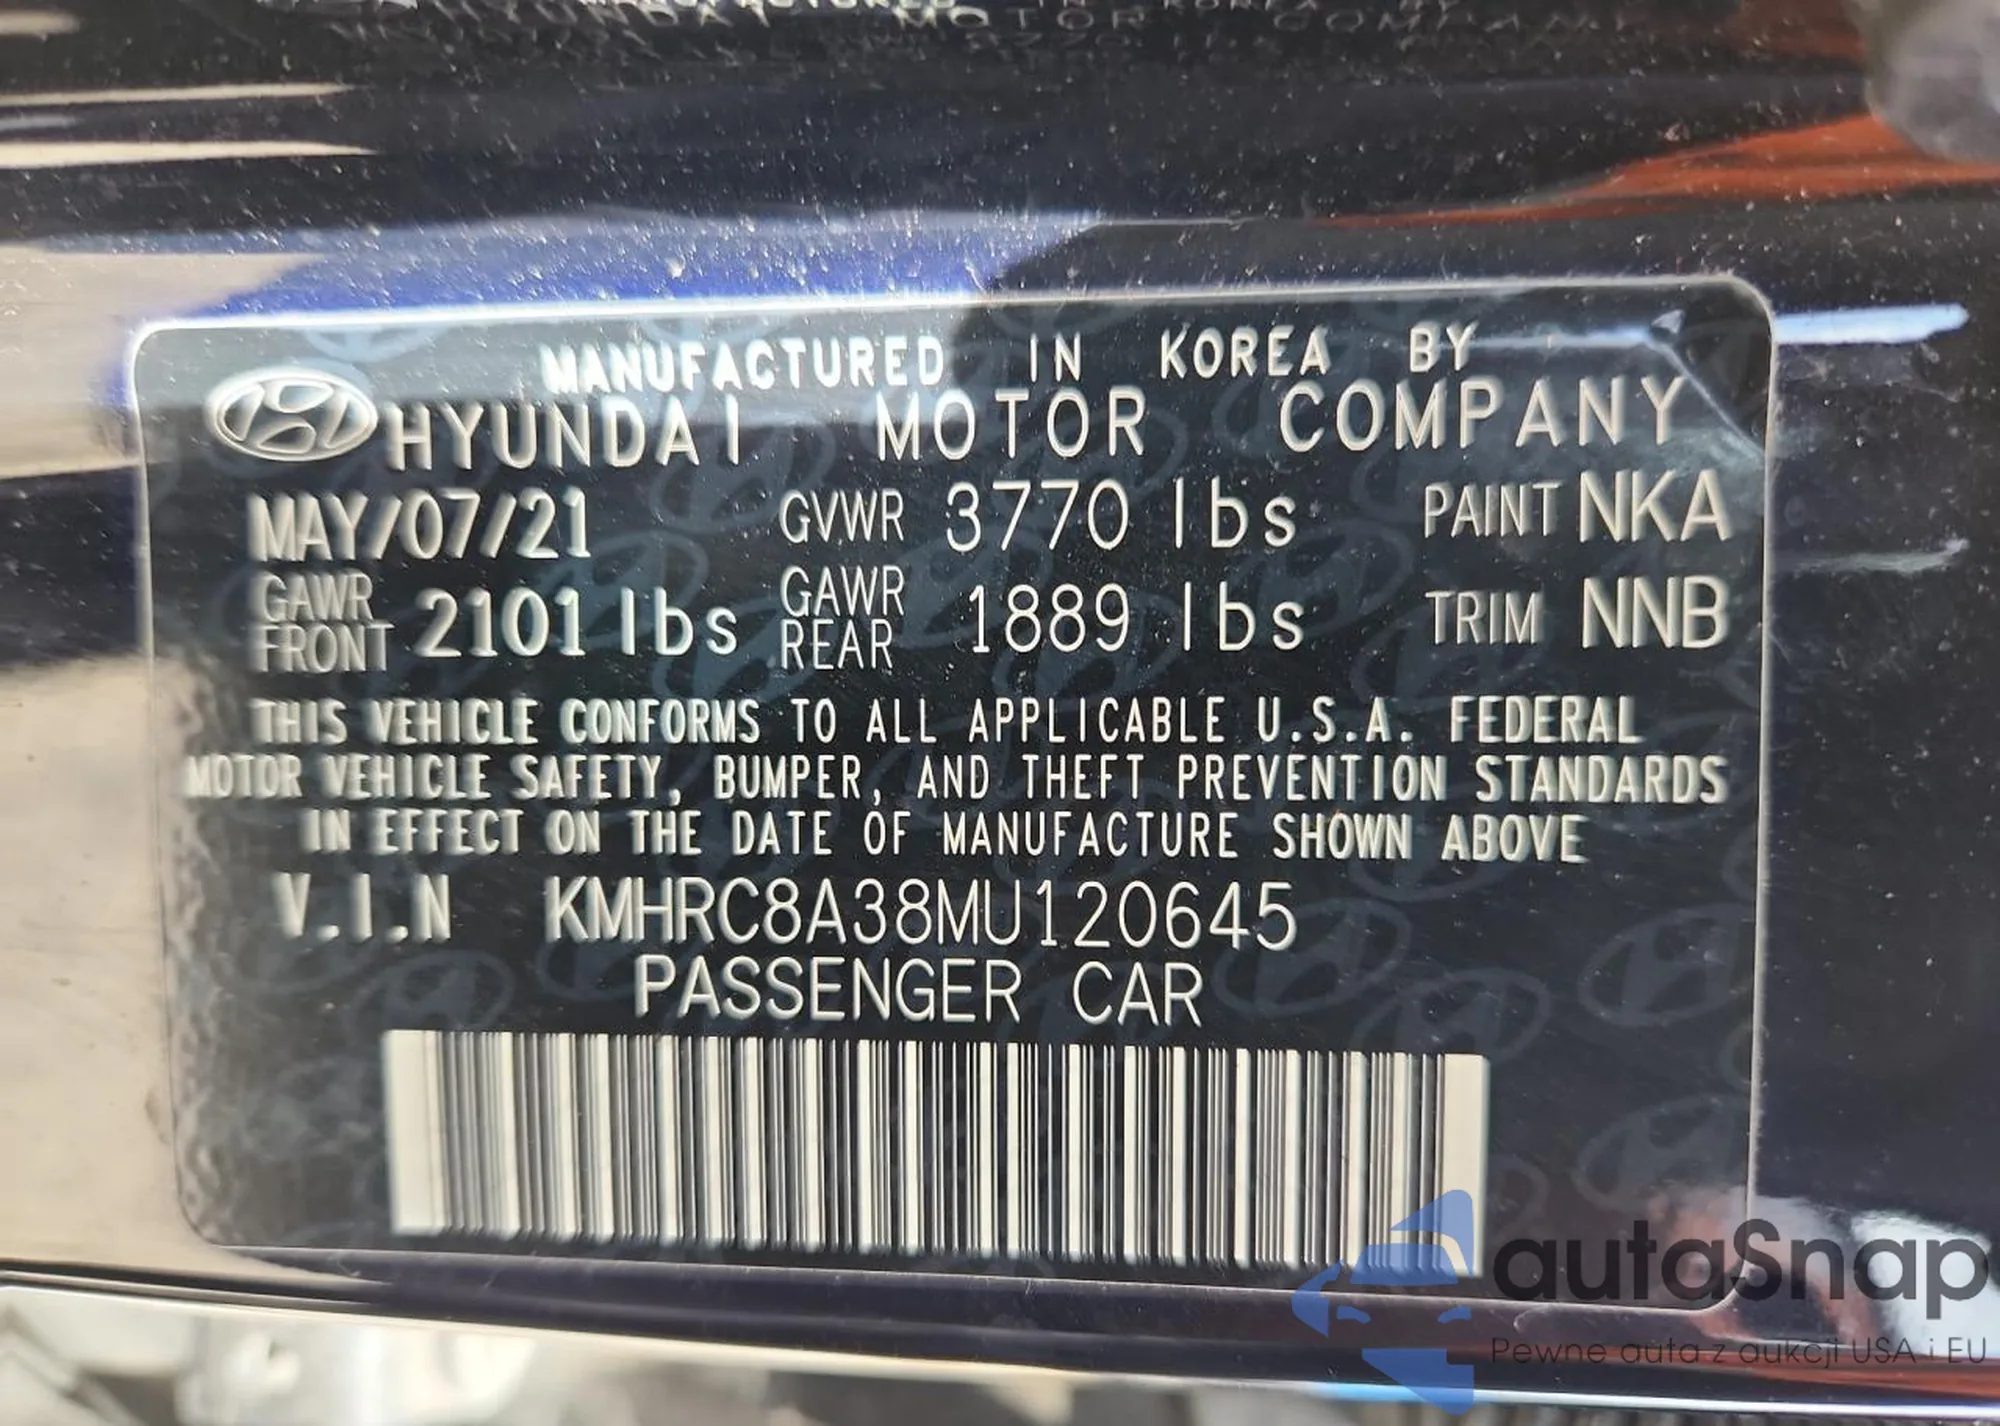 MANUFACTURED IN KOREA BY
HYUNDAI MOTOR COMPANY
MAY/07/21 GVWR 3770 lbs PAINT NKA
GAWR FRONT 2101 lbs GAWR REAR 1889 lbs TRIM NNB
THIS VEHICLE CONFORMS TO ALL APPLICABLE U.S.A. FEDERAL
MOTOR VEHICLE SAFETY, BUMPER, AND THEFT PREVENTION STANDARDS
IN EFFECT ON THE DATE OF MANUFACTURE SHOWN ABOVE
V.I.N KMHRC8A38MU120645
PASSENGER CAR
autaSnap
Pewne auta z aukcji USA i EU